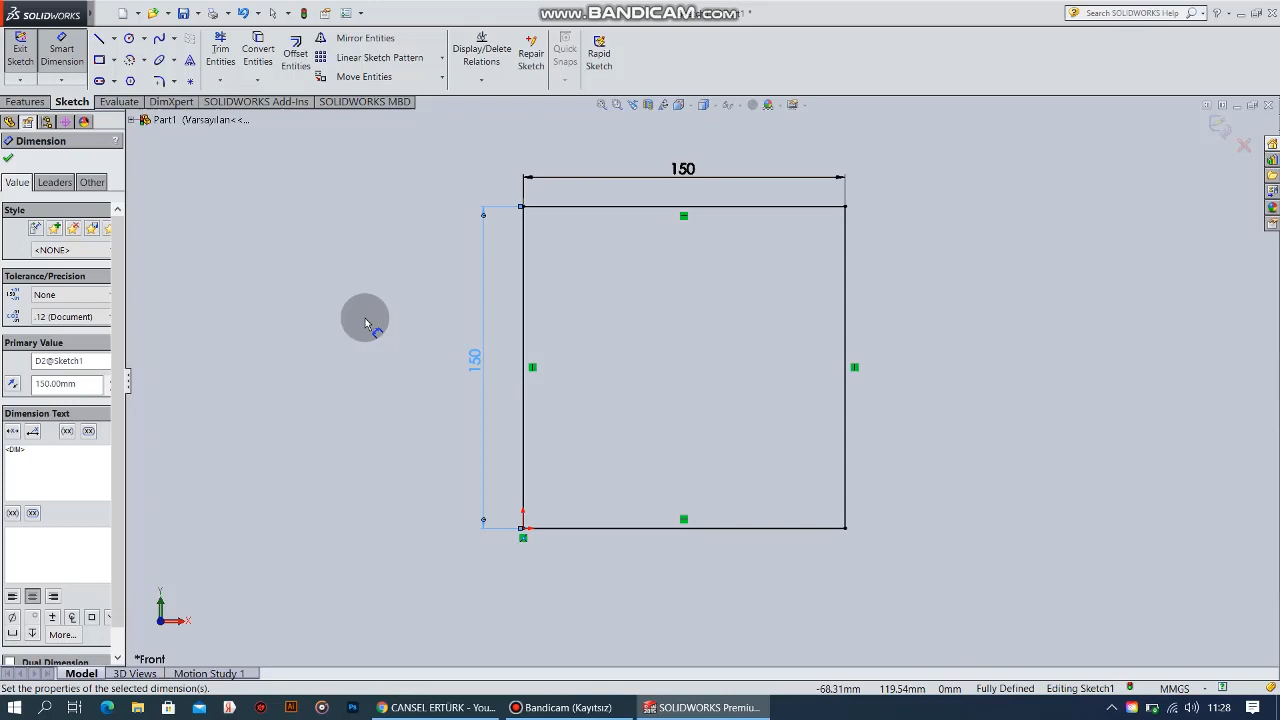 SOLIDWORKS
www.BANDICAM.com
1 *
Search SOLIDWORKS Help
Exit Sketch
Smart Dimension
Trim Entities
Convert Entities
Offset Entities
Mirror Entities
Linear Sketch Pattern
Move Entities
Display/Delete Relations
Repair Sketch
Quick Snaps
Rapid Sketch
Features
Sketch
Evaluate
DimXpert
SOLIDWORKS Add-Ins
SOLIDWORKS MBD
Part1 (Varsayılan<<...
Dimension
?
Value
Leaders
Other
Style
<NONE>
Tolerance/Precision
None
.12 (Document)
Primary Value
D2@Sketch1
150.00mm
Dimension Text
<DIM>
More...
Dual Dimension
150
150
Y
X
*Front
Model
3D Views
Motion Study 1
Set the properties of the selected dimension(s).
-68.31mm
119.54mm
0mm
Fully Defined
Editing Sketch1
MMGS
CANSEL ERTÜRK - You...
Bandicam (Kayıtsız)
SOLIDWORKS Premiu...
11:28